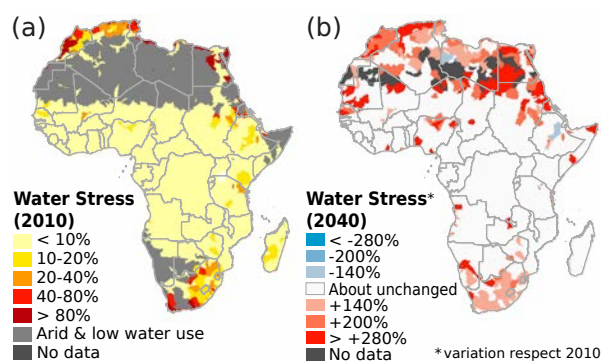 (a)
Water Stress
(2010)
< 10%
10-20%
20-40%
40-80%
> 80%
Arid & low water use
No data
(b)
Water Stress*
(2040)
< -280%
-200%
-140%
About unchanged
+140%
+200%
> +280%
No data
*variation respect 2010